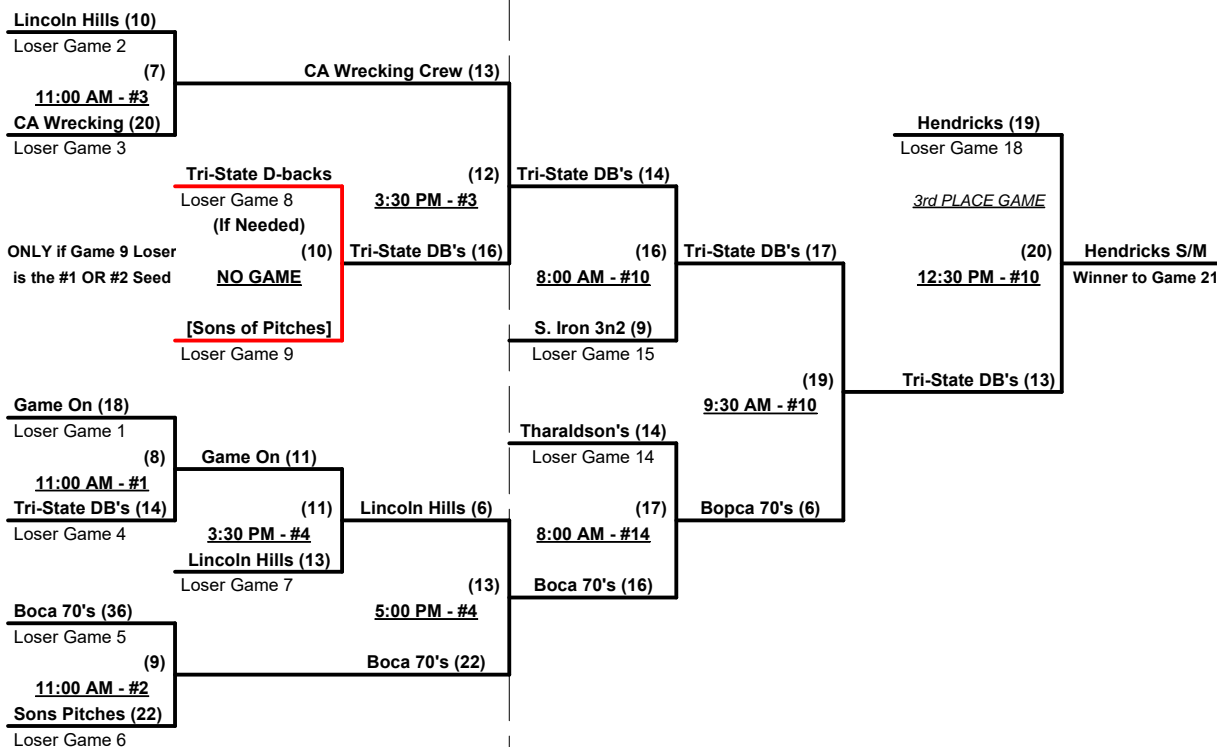 Lincoln Hills (10)
Loser Game 2
(7)
11:00 AM - #3
CA Wrecking (20)
Loser Game 3
CA Wrecking Crew (13)
Tri-State D-backs
Loser Game 8
(If Needed)
ONLY if Game 9 Loser
is the #1 OR #2 Seed
(10)
NO GAME
[Sons of Pitches]
Loser Game 9
Tri-State DB's (16)
(12)
3:30 PM - #3
Tri-State DB's (14)
(16)
8:00 AM - #10
S. Iron 3n2 (9)
Loser Game 15
Tri-State DB's (17)
Hendricks (19)
Loser Game 18
3rd PLACE GAME
(20)
12:30 PM - #10
Hendricks S/M
Winner to Game 21
Tri-State DB's (13)
(19)
9:30 AM - #10
Game On (18)
Loser Game 1
(8)
11:00 AM - #1
Tri-State DB's (14)
Loser Game 4
Game On (11)
(11)
3:30 PM - #4
Lincoln Hills (13)
Loser Game 7
Lincoln Hills (6)
(13)
5:00 PM - #4
Tharaldson's (14)
Loser Game 14
(17)
8:00 AM - #14
Boca 70's (16)
Bopca 70's (6)
Boca 70's (36)
Loser Game 5
(9)
11:00 AM - #2
Sons Pitches (22)
Loser Game 6
Boca 70's (22)